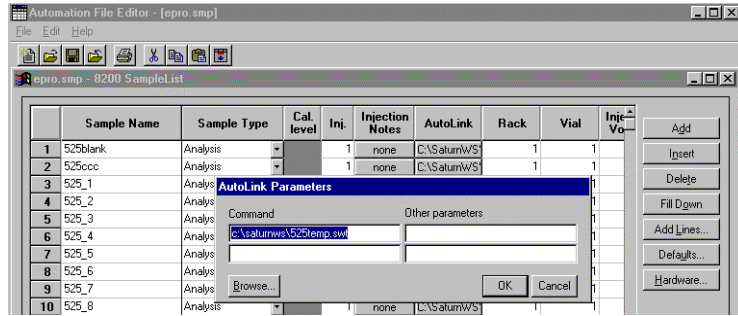 Automation File Editor - [epro.smp]
File Edit Help
epro.smp - 8200 SampleList
Sample Name Sample Type Cal. level Inj. Injection Notes AutoLink Rack Vial Add
1 525blank Analysis 1 none C:\SaturnWS 1 1 Insert
2 525ccc Analysis 1 none C:\SaturnWS 1 1 Delete
3 525_1 AutoLink Parameters
4 525_2 Fill Down
5 525_3 Command Other parameters
6 525_4 c:\saturnws\525temp.swt Add Lines...
7 525_5 Defaults...
8 525_6 Hardware...
9 525_7 Browse... OK Cancel
10 525_8 Analysis 1 none C:\SaturnWS 1 1